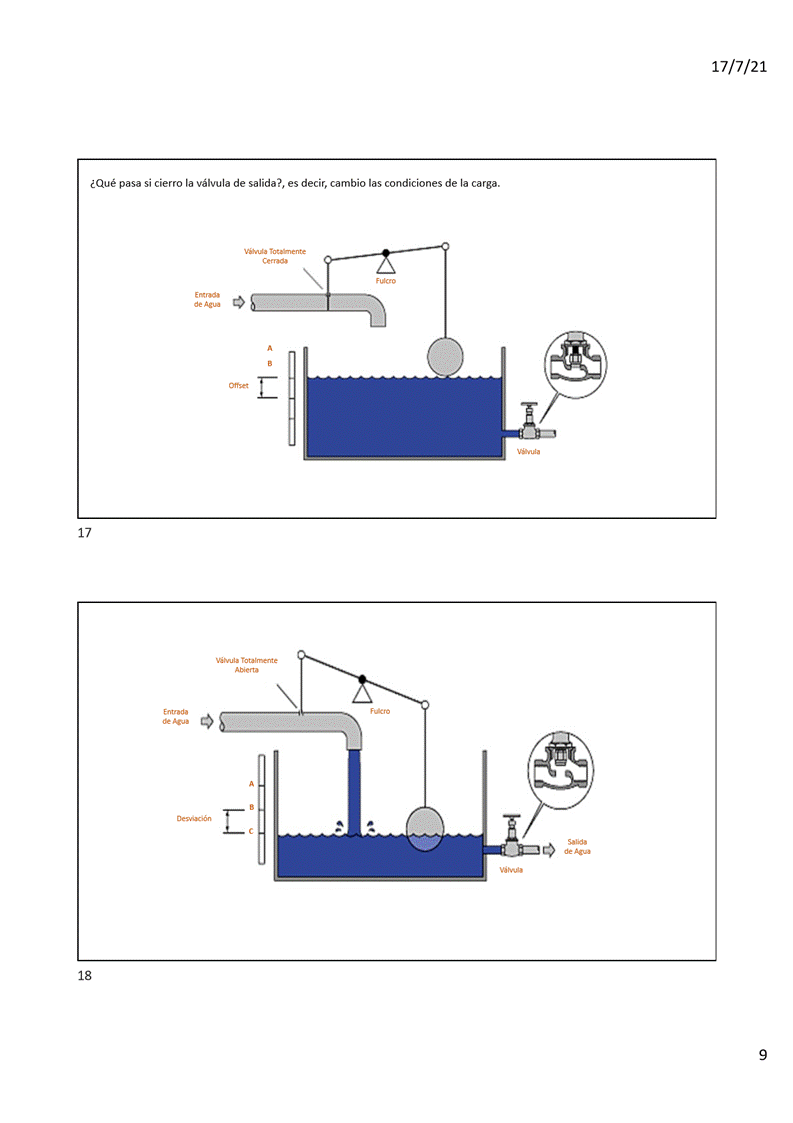 17/7/21
¿Qué pasa si cierro la válvula de salida?, es decir, cambio las condiciones de la carga.
Válvula Totalmente
Cerrada
Fulcro
Entrada
de Agua
A
B
Offset
Válvula
17
Válvula Totalmente
Abierta
Entrada
de Agua
Fulcro
A
B
Desviación
C
Salida
de Agua
Válvula
18
9